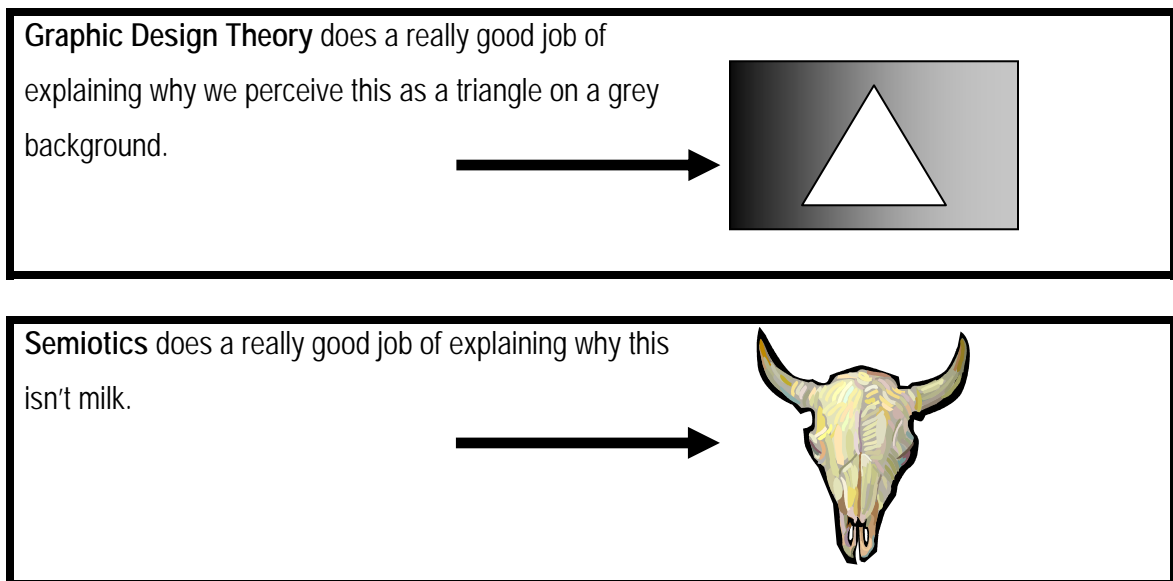 Graphic Design Theory does a really good job of
explaining why we perceive this as a triangle on a grey
background.
Semiotics does a really good job of explaining why this
isn't milk.